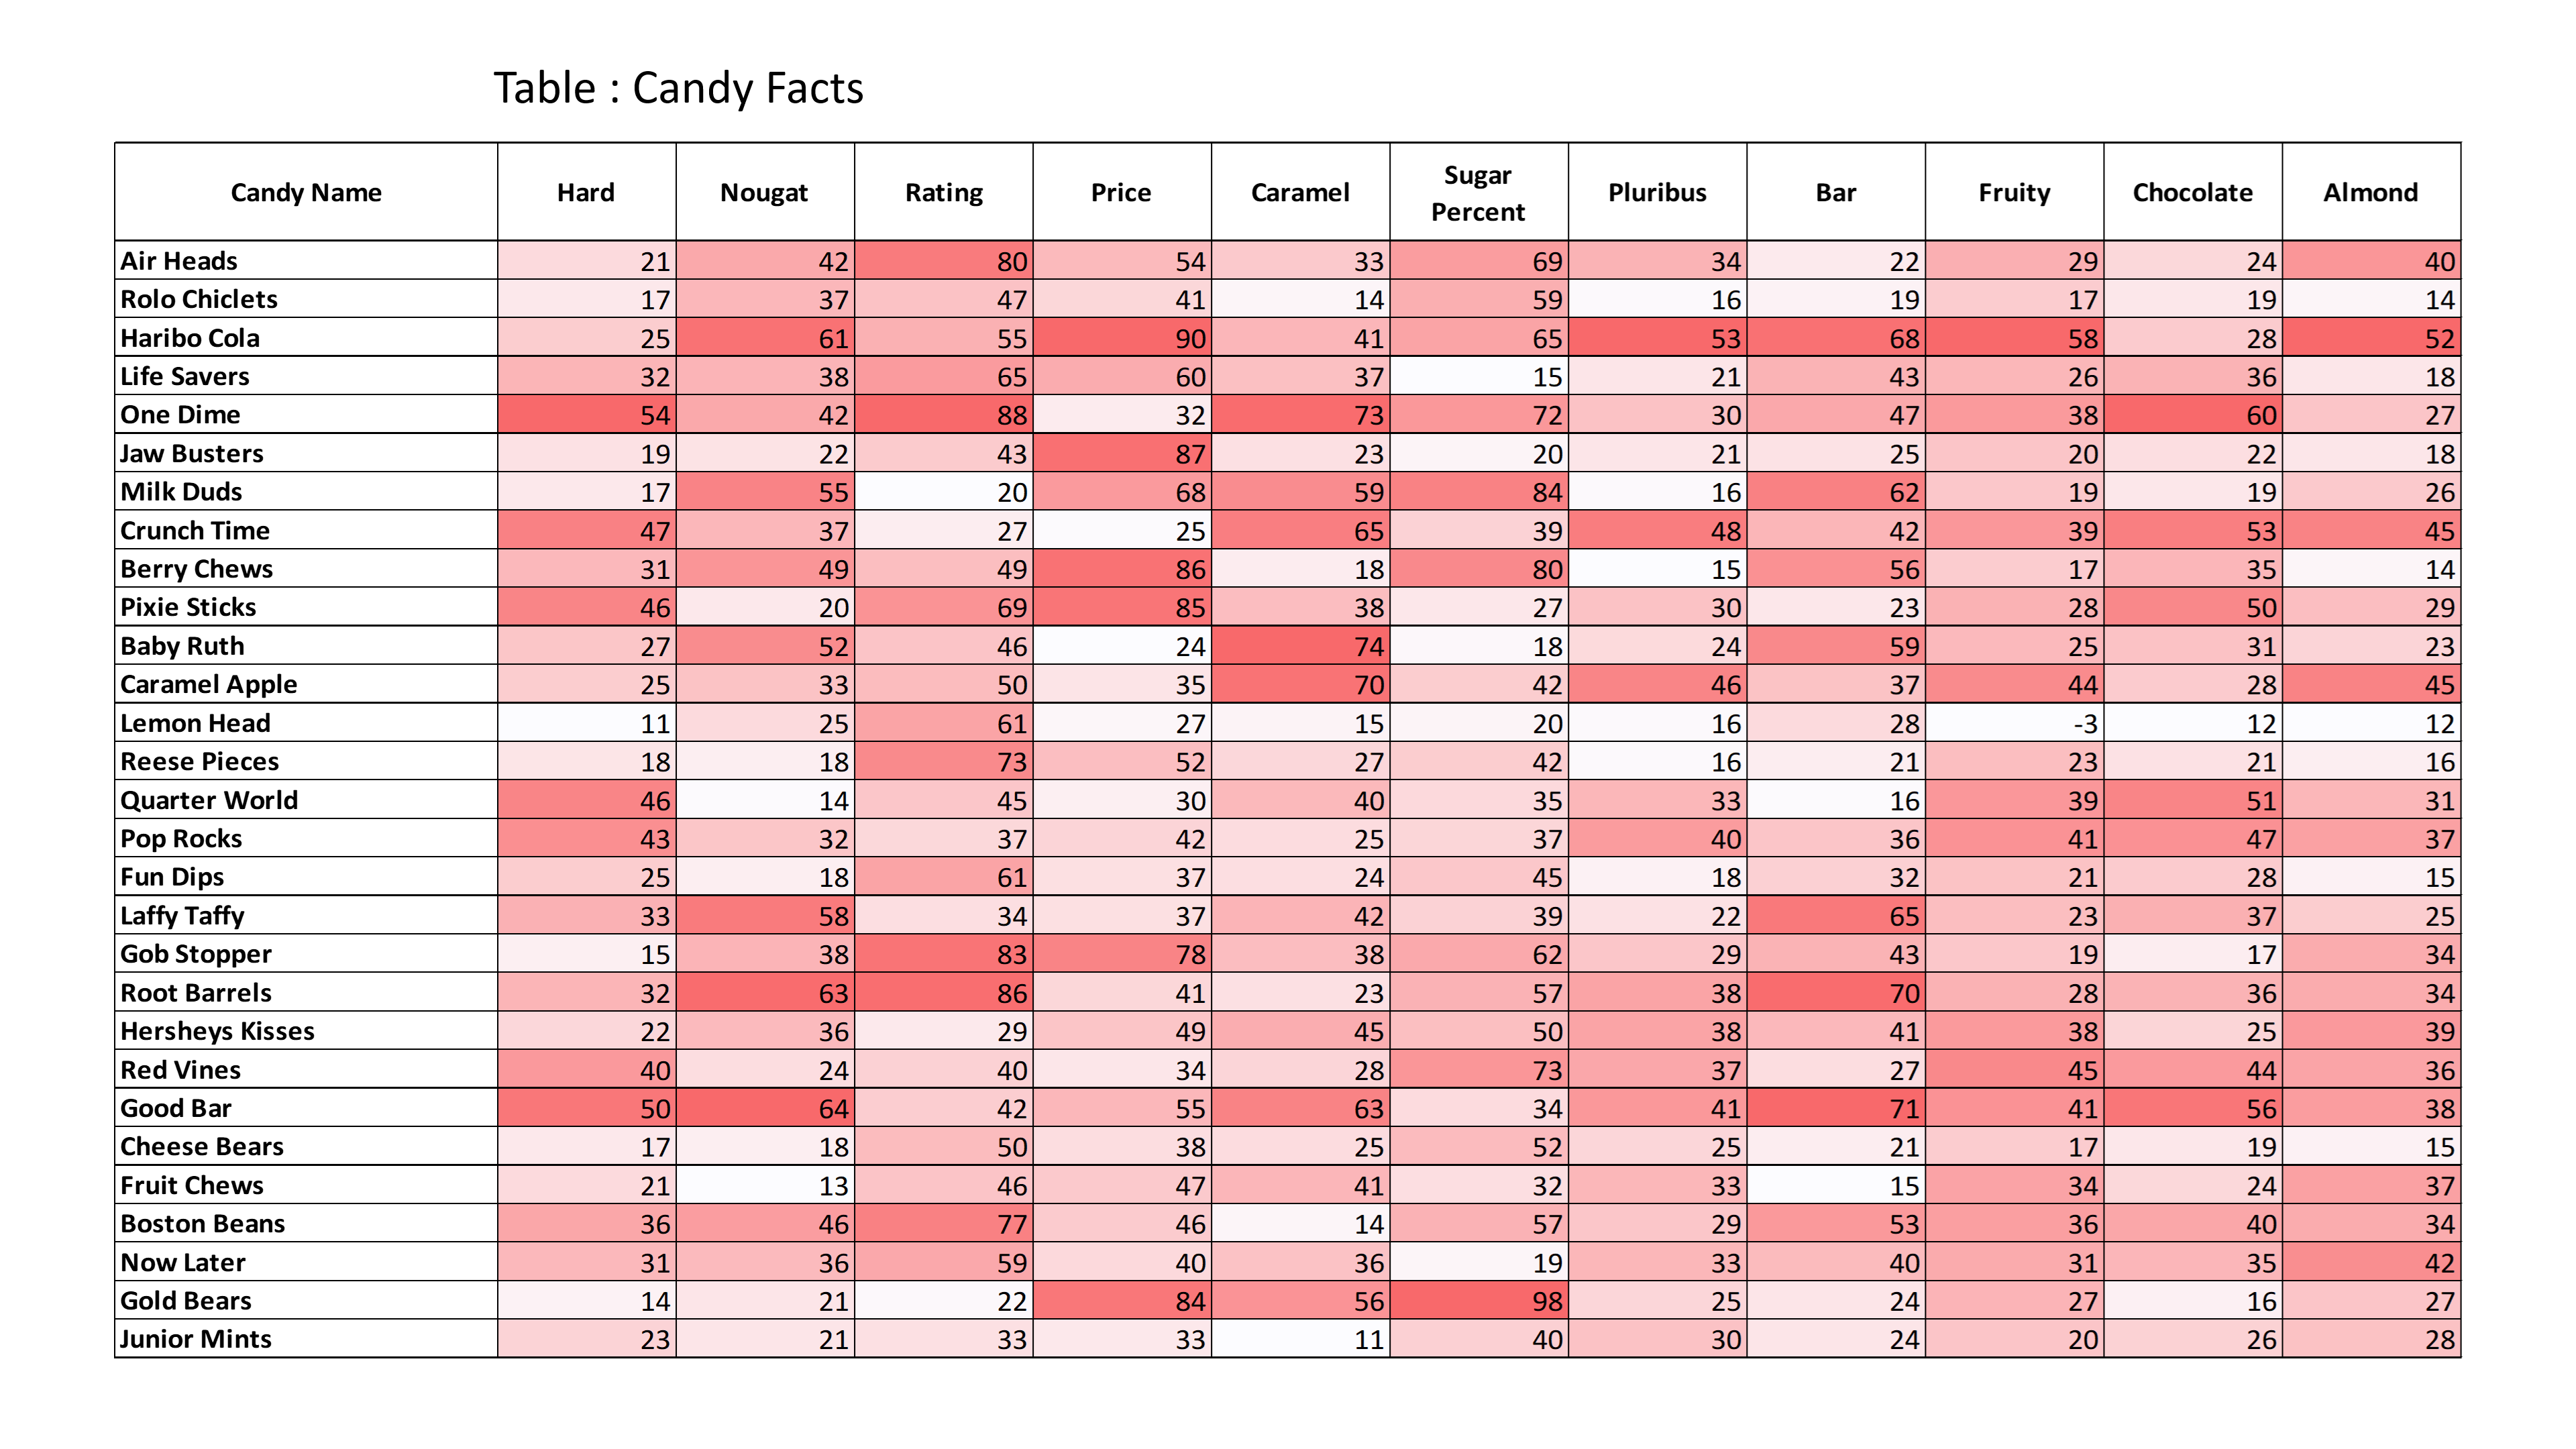 Table : Candy Facts
Candy Name Hard Nougat Rating Price Caramel Sugar Percent Pluribus Bar Fruity Chocolate Almond
Air Heads 21 42 80 54 33 69 34 22 29 24 40
Rolo Chiclets 17 37 47 41 14 59 16 19 17 19 14
Haribo Cola 25 61 55 90 41 65 53 68 58 28 52
Life Savers 32 38 65 60 37 15 21 43 26 36 18
One Dime 54 42 88 32 73 72 30 47 38 60 27
Jaw Busters 19 22 43 87 23 20 21 25 20 22 18
Milk Duds 17 55 20 68 59 84 16 62 19 19 26
Crunch Time 47 37 27 25 65 39 48 42 39 53 45
Berry Chews 31 49 49 86 18 80 15 56 17 35 14
Pixie Sticks 46 20 69 85 38 27 30 23 28 50 29
Baby Ruth 27 52 46 24 74 18 24 59 25 31 23
Caramel Apple 25 33 50 35 70 42 46 37 44 28 45
Lemon Head 11 25 61 27 15 20 16 28 -3 12 12
Reese Pieces 18 18 73 52 27 42 16 21 23 21 16
Quarter World 46 14 45 30 40 35 33 16 39 51 31
Pop Rocks 43 32 37 42 25 37 40 36 41 47 37
Fun Dips 25 18 61 37 24 45 18 32 21 28 15
Laffy Taffy 33 58 34 37 42 39 22 65 23 37 25
Gob Stopper 15 38 83 78 38 62 29 43 19 17 34
Root Barrels 32 63 86 41 23 57 38 70 28 36 34
Hersheys Kisses 22 36 29 49 45 50 38 41 38 25 39
Red Vines 40 24 40 34 28 73 37 27 45 44 36
Good Bar 50 64 42 55 63 34 41 71 41 56 38
Cheese Bears 17 18 50 38 25 52 25 21 17 19 15
Fruit Chews 21 13 46 47 41 32 33 15 34 24 37
Boston Beans 36 46 77 46 14 57 29 53 36 40 34
Now Later 31 36 59 40 36 19 33 40 31 35 42
Gold Bears 14 21 22 84 56 98 25 24 27 16 27
Junior Mints 23 21 33 33 11 40 30 24 20 26 28